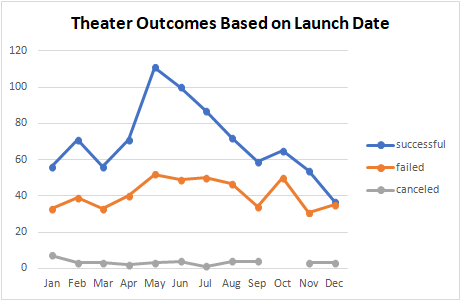 Theater Outcomes Based on Launch Date
120
100
80
60
40
20
0
Jan Feb Mar Apr May Jun Jul Aug Sep Oct Nov Dec
successful
failed
canceled